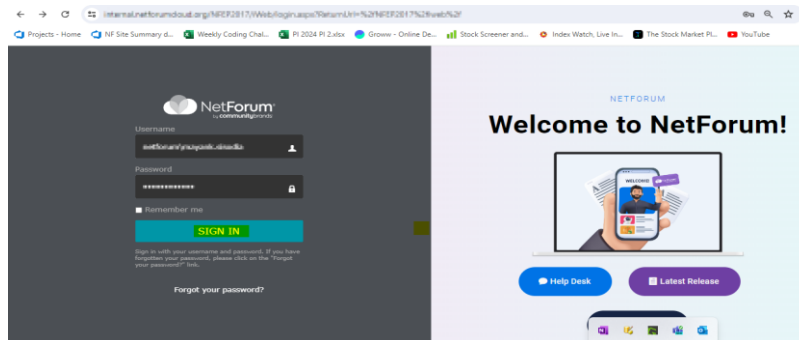 internal.netforumcloud.org/NFEP2017/iWeb/login.aspx?ReturnUrl=%2fNFEP2017%2fiweb%2f
Projects - Home NF Site Summary d... Weekly Coding Chal... PI 2024 PI 2.xlsx Groww - Online De... Stock Screener and... Index Watch, Live In... The Stock Market Pl... YouTube
NetForum
by communitybrands
Username
Password
************
Remember me
SIGN IN
Sign in with your username and password. If you have
forgotten your password, please click on the "Forgot
your password?" link.
Forgot your password?
NETFORUM
Welcome to NetForum!
WELCOME
Help Desk Latest Release